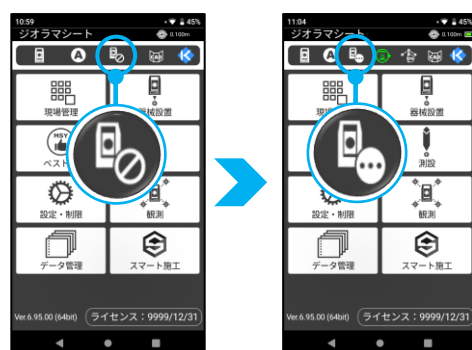 10:59
45%
ジオラマシート
0.100m
A
CAD
現場管理
器械設置
MSY
ベスト
設定・制限
観測
データ管理
スマート施工
Ver.6.95.00 (64bit)
ライセンス：9999/12/31
11:04
45%
ジオラマシート
0.100m
A
CAD
器械設置
測設
設定・制限
観測
データ管理
スマート施工
Ver.6.95.00 (64bit)
ライセンス：9999/12/31